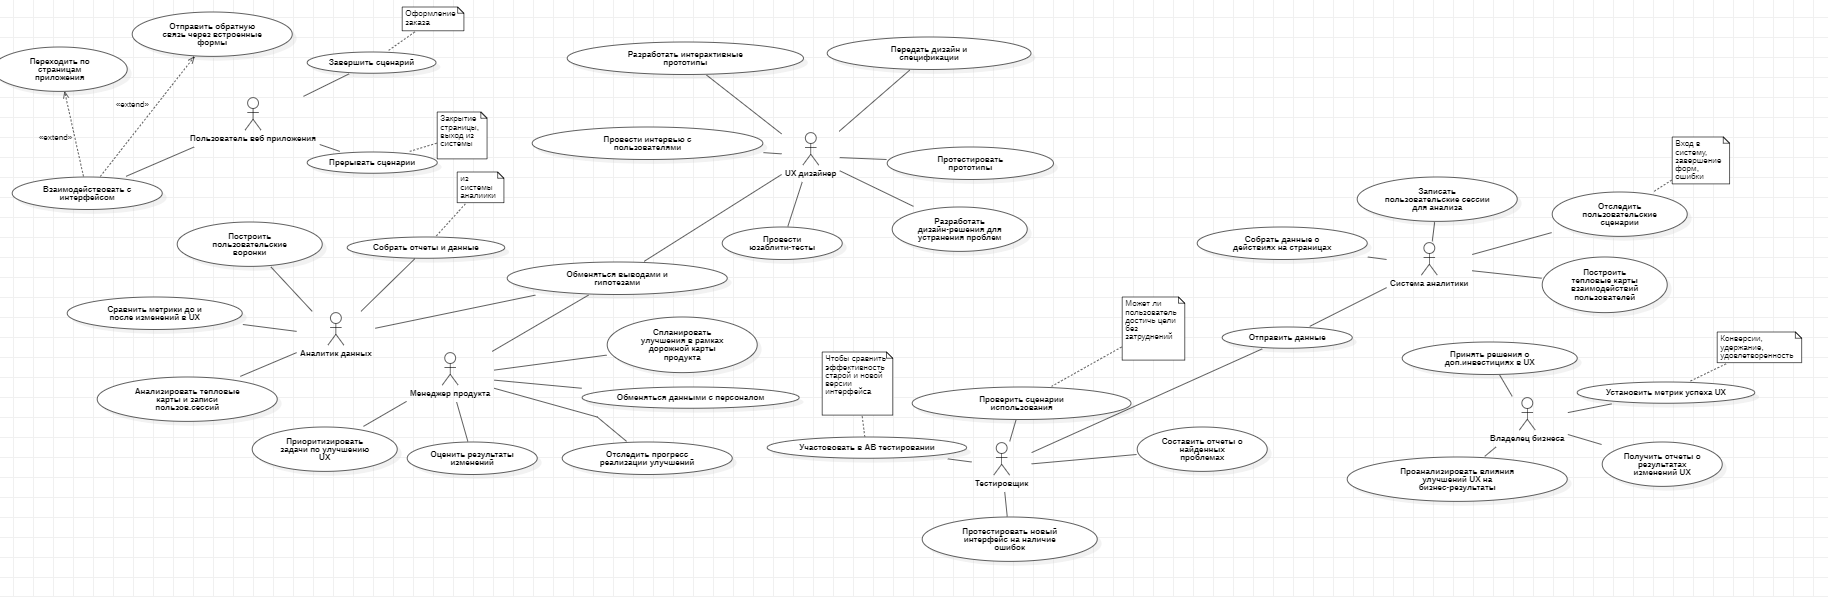 Отправить обратную
связь через встроенные
формы
Оформление
заказа
Переходить по
страницам
приложения
Завершить сценарий
«extend»
«extend»
Пользователь веб приложения
Закрытие
страницы,
выход из
системы
Прерывать сценарии
Взаимодействовать с
интерфейсом
из
системы
аналиики
Построить
пользовательские
воронки
Собрать отчеты и данные
Сравнить метрики до и
после изменений в UX
Аналитик данных
Анализировать тепловые
карты и записи
пользов.сессий
Обменяться выводами и
гипотезами
Разработать интерактивные
прототипы
Передать дизайн и
спецификации
Провести интервью с
пользователями
UX дизайнер
Протестировать
прототипы
Провести
юзаблити-тесты
Разработать
дизайн-решения для
устранения проблем
Спланировать
улучшения в рамках
дорожной карты
продукта
Менеджер продукта
Обменяться данными с персоналом
Приоритизировать
задачи по улучшению
UX
Оценить результаты
изменений
Отследить прогресс
реализации улучшений
Чтобы сравнить
эффективность
старой и новой
версии
интерфейса
Может ли
пользователь
достичь цели
без
затруднений
Проверить сценарии
использования
Участвовать в АВ тестировании
Тестировщик
Составить отчеты о
найденных
проблемах
Протестировать новый
интерфейс на наличие
ошибок
Вход в
систему,
завершение
форм,
ошибки
Записать
пользовательские сессии
для анализа
Отследить
пользовательские
сценарии
Собрать данные о
действиях на страницах
Система аналитики
Построить
тепловые карты
взаимодействий
пользователей
Отправить данные
Конверсии,
удержание,
удовлетворенность
Принять решения о
доп.инвестициях в UX
Установить метрик успеха UX
Владелец бизнеса
Проанализировать влияния
улучшений UX на
бизнес-результаты
Получить отчеты о
результатах
изменений UX